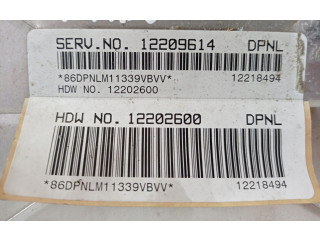 SERV.NO. 12209614 DPNL
*86DPNLM11339VBVV* 12218494
HDW NO. 12202600
HDW NO. 12202600 DPNL
*86DPNLM11339VBVV* 12218494